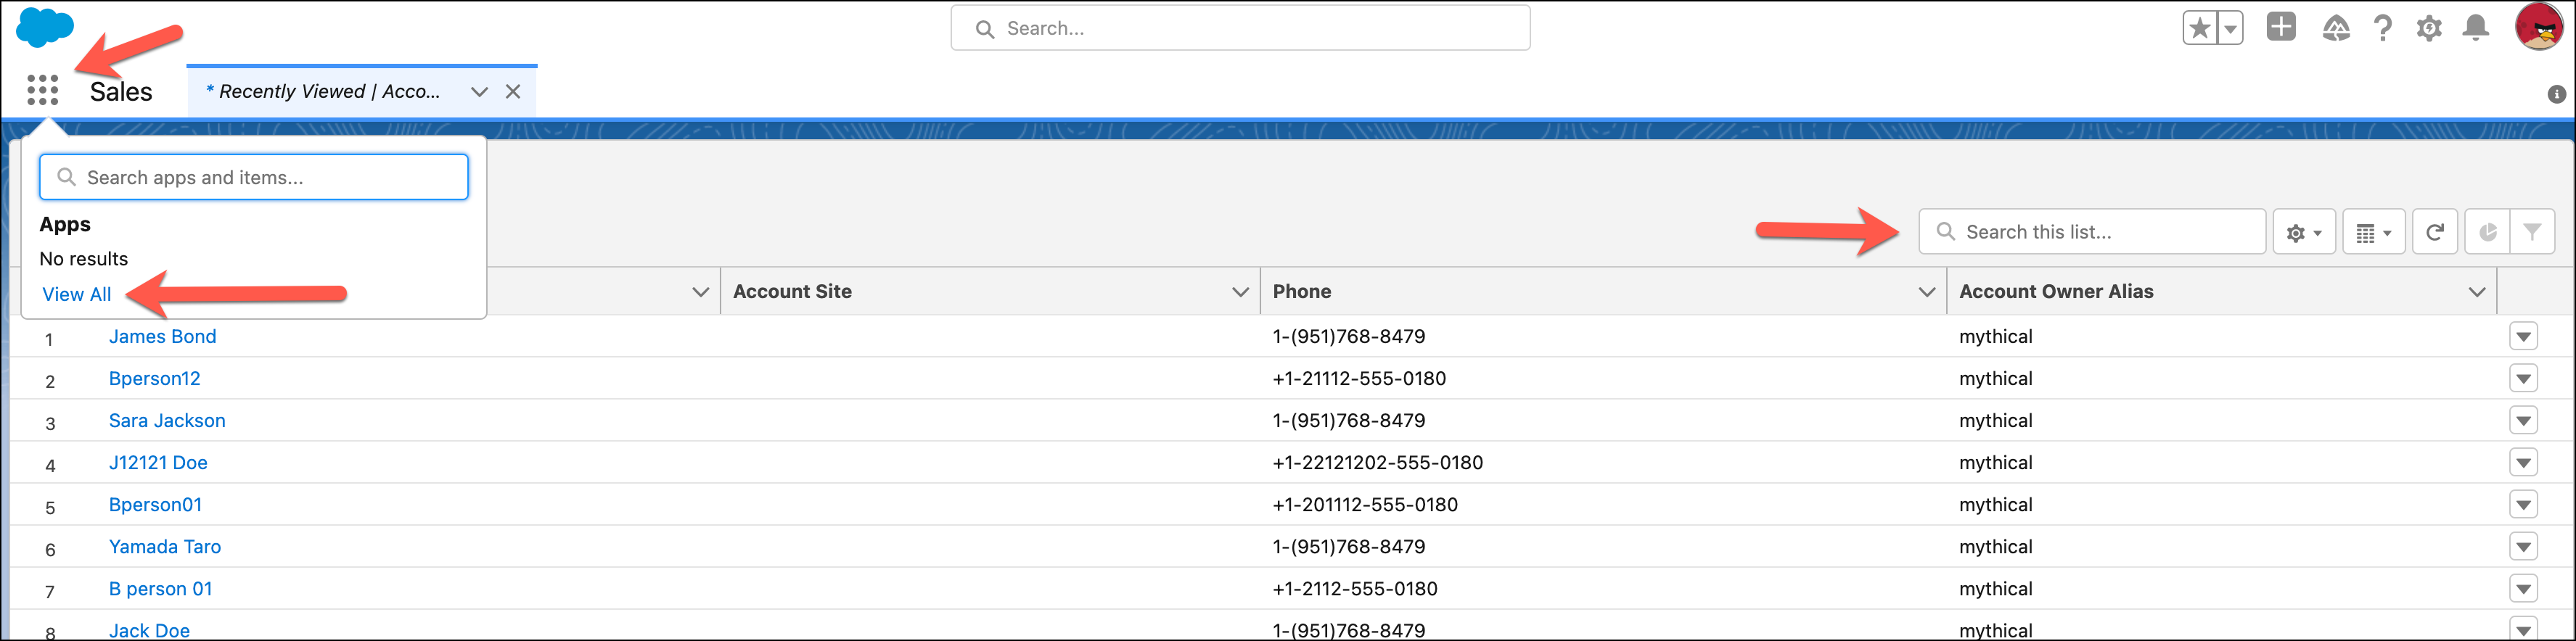 Search...
Sales
* Recently Viewed | Acco...
Search apps and items...
Apps
No results
View All
Search this list...
Account Site
Phone
Account Owner Alias
1 James Bond 1-(951)768-8479 mythical
2 Bperson12 +1-21112-555-0180 mythical
3 Sara Jackson 1-(951)768-8479 mythical
4 J12121 Doe +1-22121202-555-0180 mythical
5 Bperson01 +1-201112-555-0180 mythical
6 Yamada Taro 1-(951)768-8479 mythical
7 B person 01 +1-2112-555-0180 mythical
8 Jack Doe 1-(951)768-8479 mythical